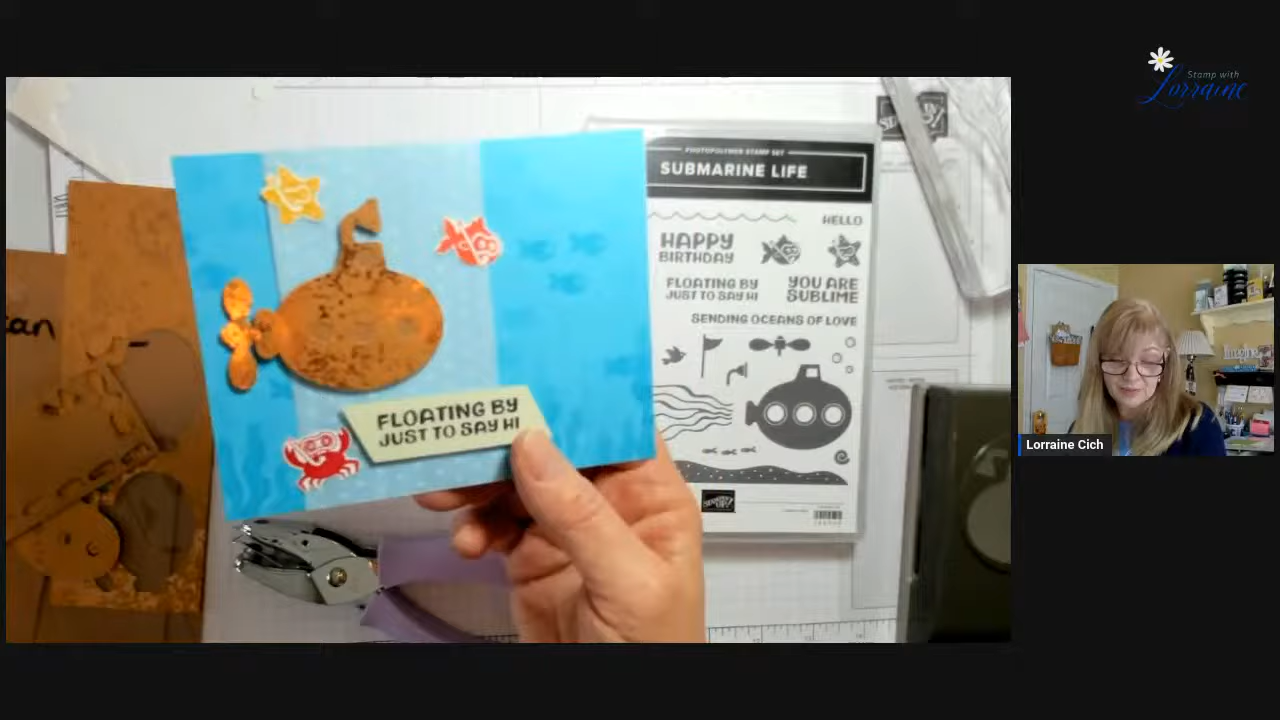 Stamp with
Lorraine
PHOTOPOLYMER STAMP SET
SUBMARINE LIFE
HELLO
HAPPY
BIRTHDAY
FLOATING BY
JUST TO SAY HI
YOU ARE
SUBLIME
SENDING OCEANS OF LOVE
FLOATING BY
JUST TO SAY HI
imagine
Lorraine Cich